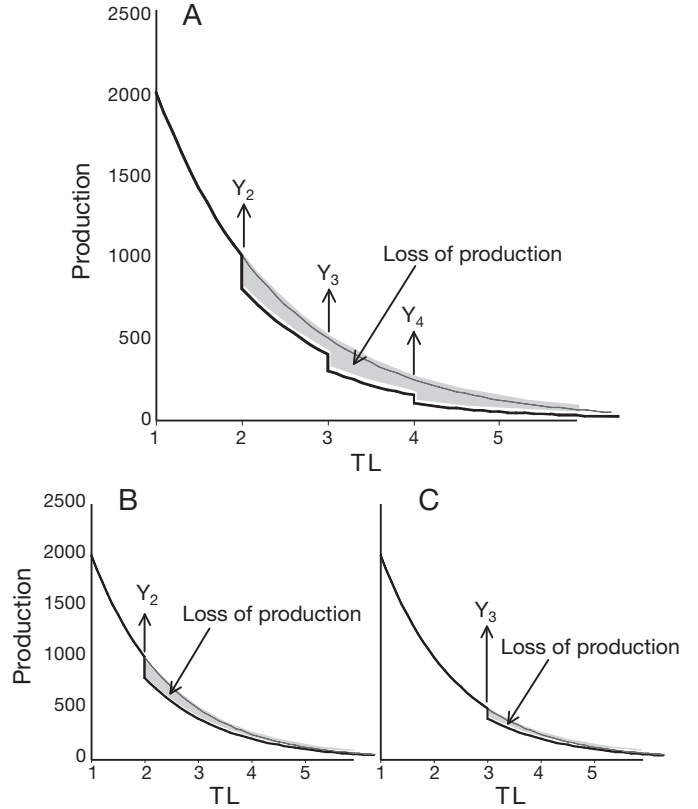 A
2500
2000
1500
1000
500
0
Production
Y2
Y3
Y4
Loss of production
1 2 3 4 5
TL
B
2500
2000
1500
1000
500
0
Production
Y2
Loss of production
1 2 3 4 5
TL
C
Y3
Loss of production
1 2 3 4 5
TL